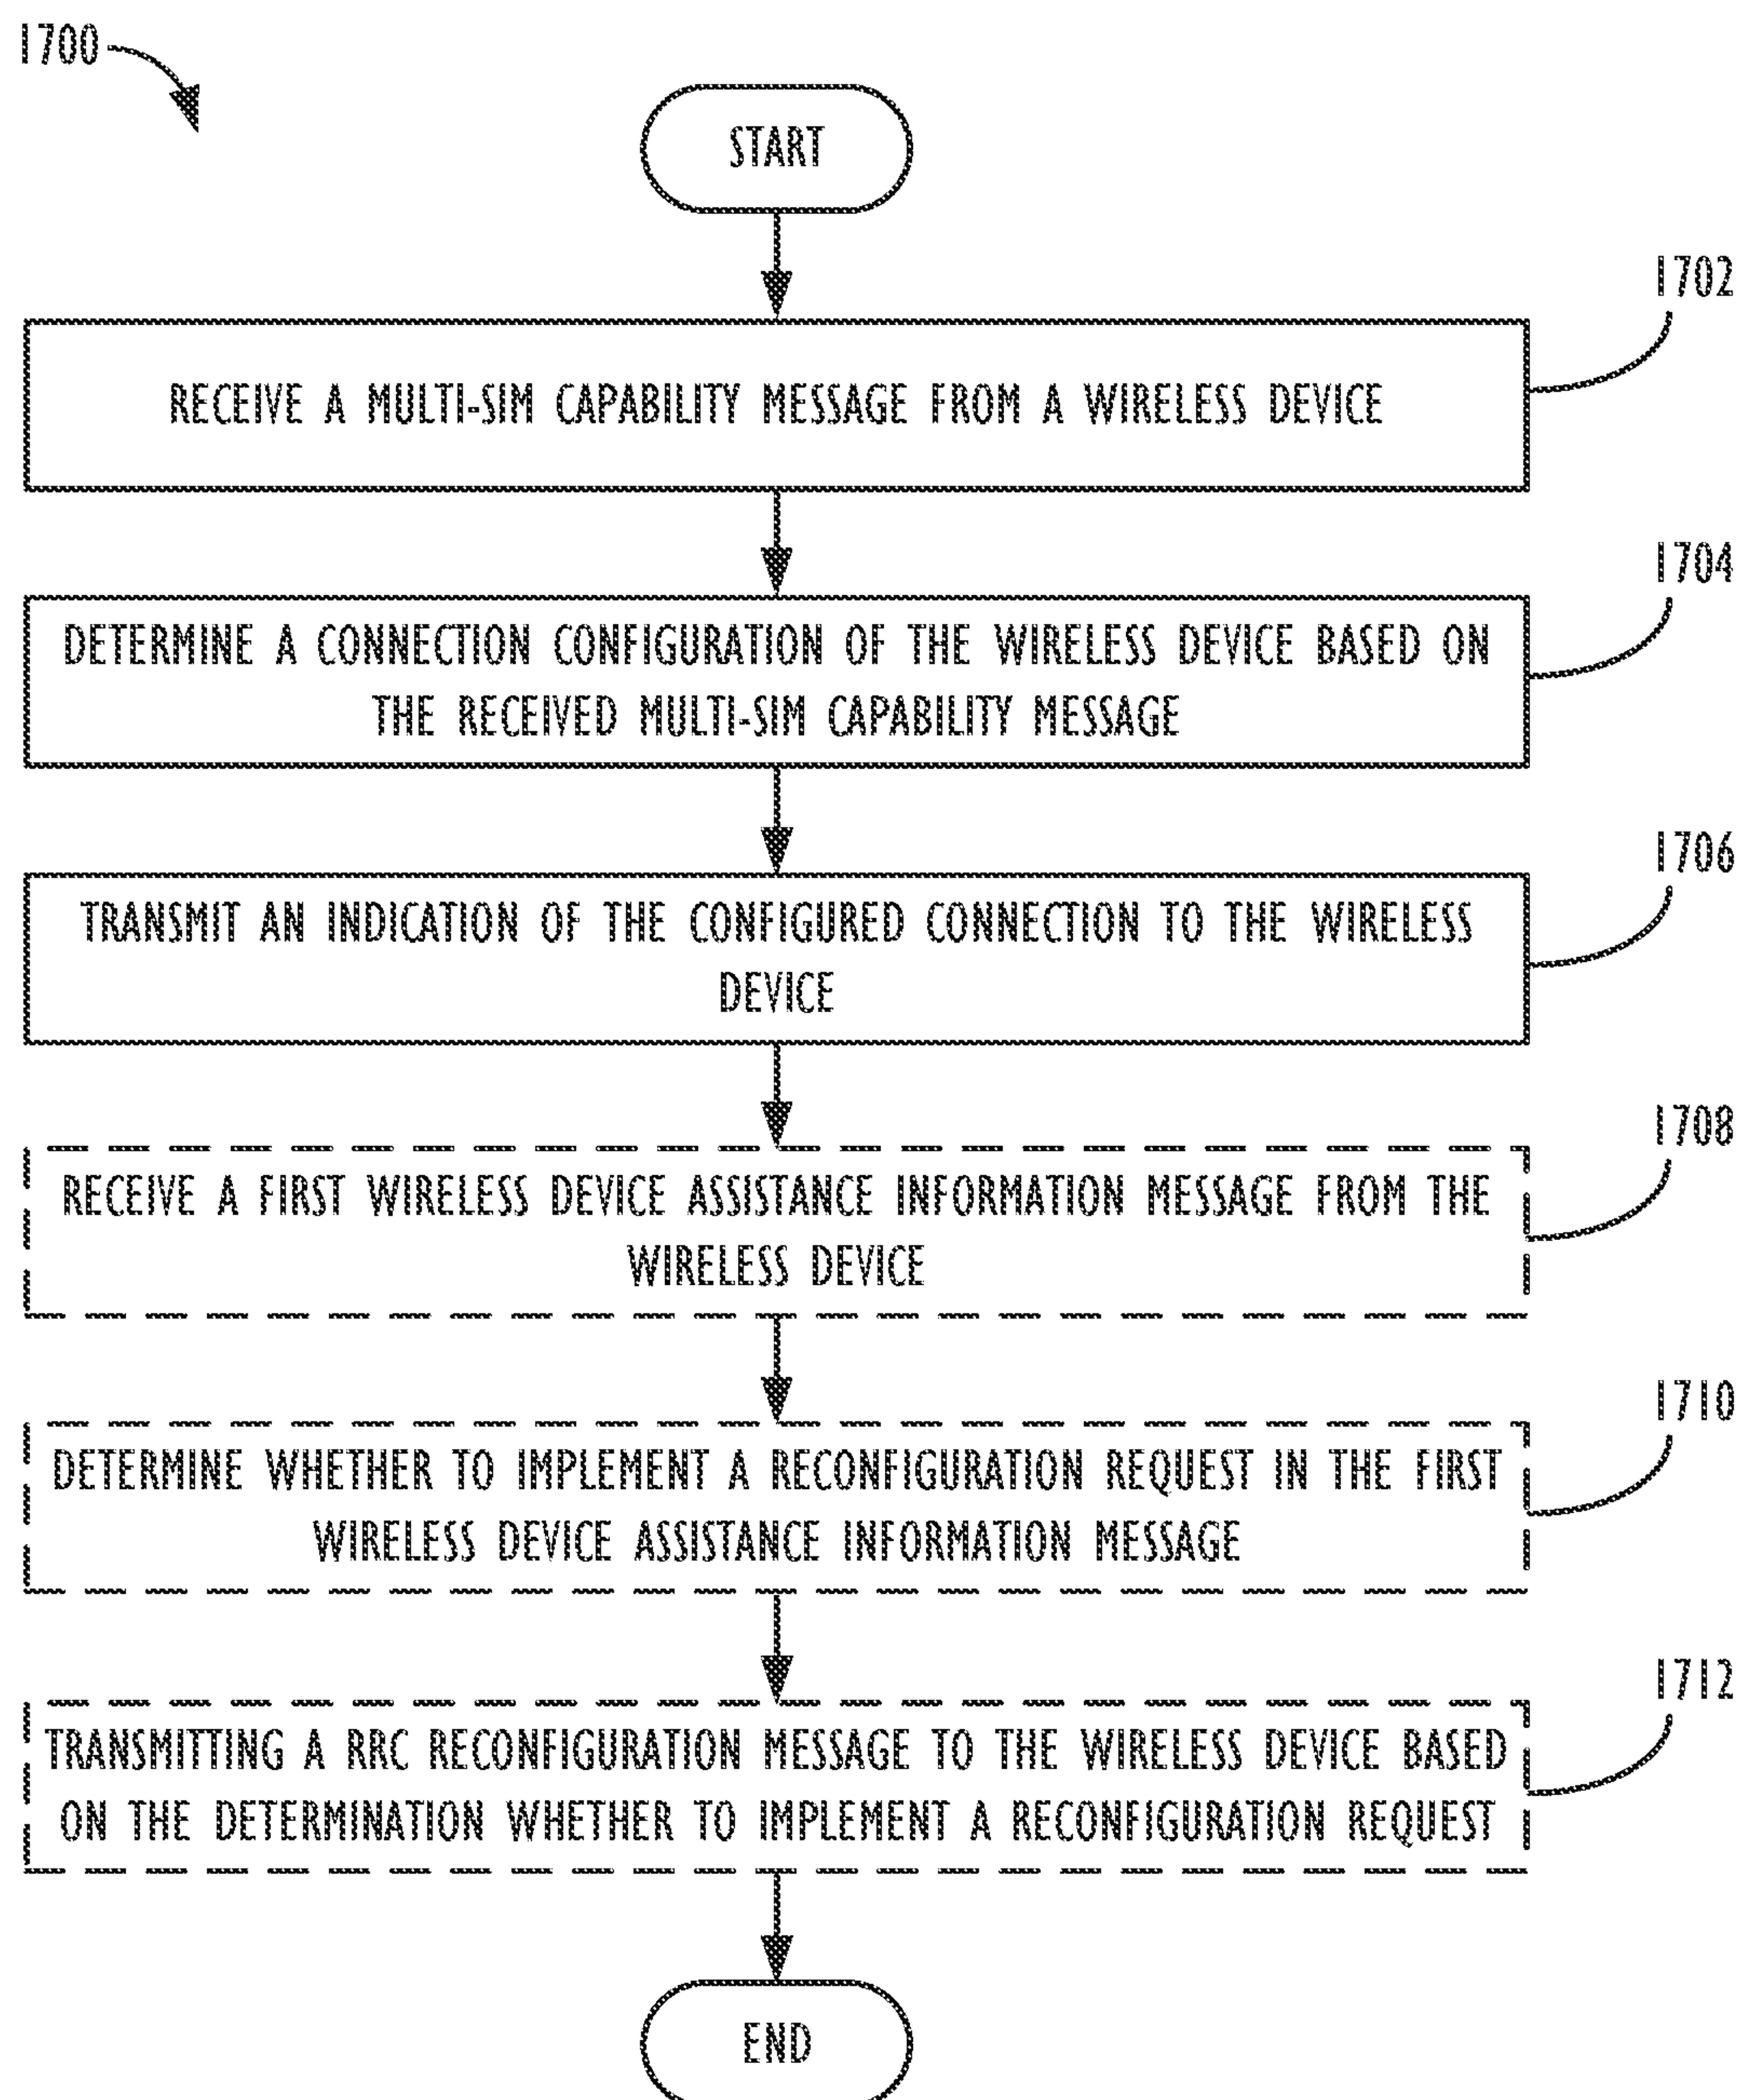 1700
START
1702
RECEIVE A MULTI-SIM CAPABILITY MESSAGE FROM A WIRELESS DEVICE
1704
DETERMINE A CONNECTION CONFIGURATION OF THE WIRELESS DEVICE BASED ON
THE RECEIVED MULTI-SIM CAPABILITY MESSAGE
1706
TRANSMIT AN INDICATION OF THE CONFIGURED CONNECTION TO THE WIRELESS
DEVICE
1708
RECEIVE A FIRST WIRELESS DEVICE ASSISTANCE INFORMATION MESSAGE FROM THE
WIRELESS DEVICE
1710
DETERMINE WHETHER TO IMPLEMENT A RECONFIGURATION REQUEST IN THE FIRST
WIRELESS DEVICE ASSISTANCE INFORMATION MESSAGE
1712
TRANSMITTING A RRC RECONFIGURATION MESSAGE TO THE WIRELESS DEVICE BASED
ON THE DETERMINATION WHETHER TO IMPLEMENT A RECONFIGURATION REQUEST
END